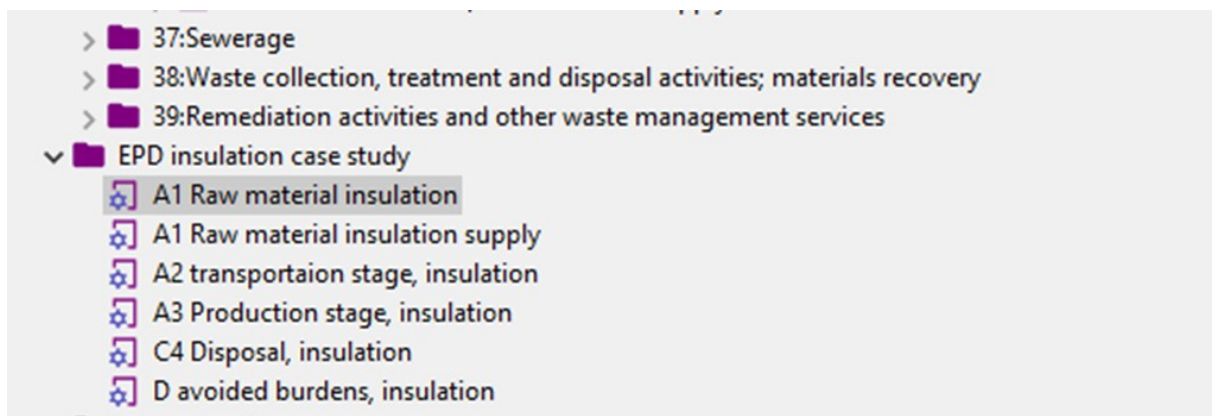 37:Sewerage
38:Waste collection, treatment and disposal activities; materials recovery
39:Remediation activities and other waste management services
EPD insulation case study
A1 Raw material insulation
A1 Raw material insulation supply
A2 transportaion stage, insulation
A3 Production stage, insulation
C4 Disposal, insulation
D avoided burdens, insulation